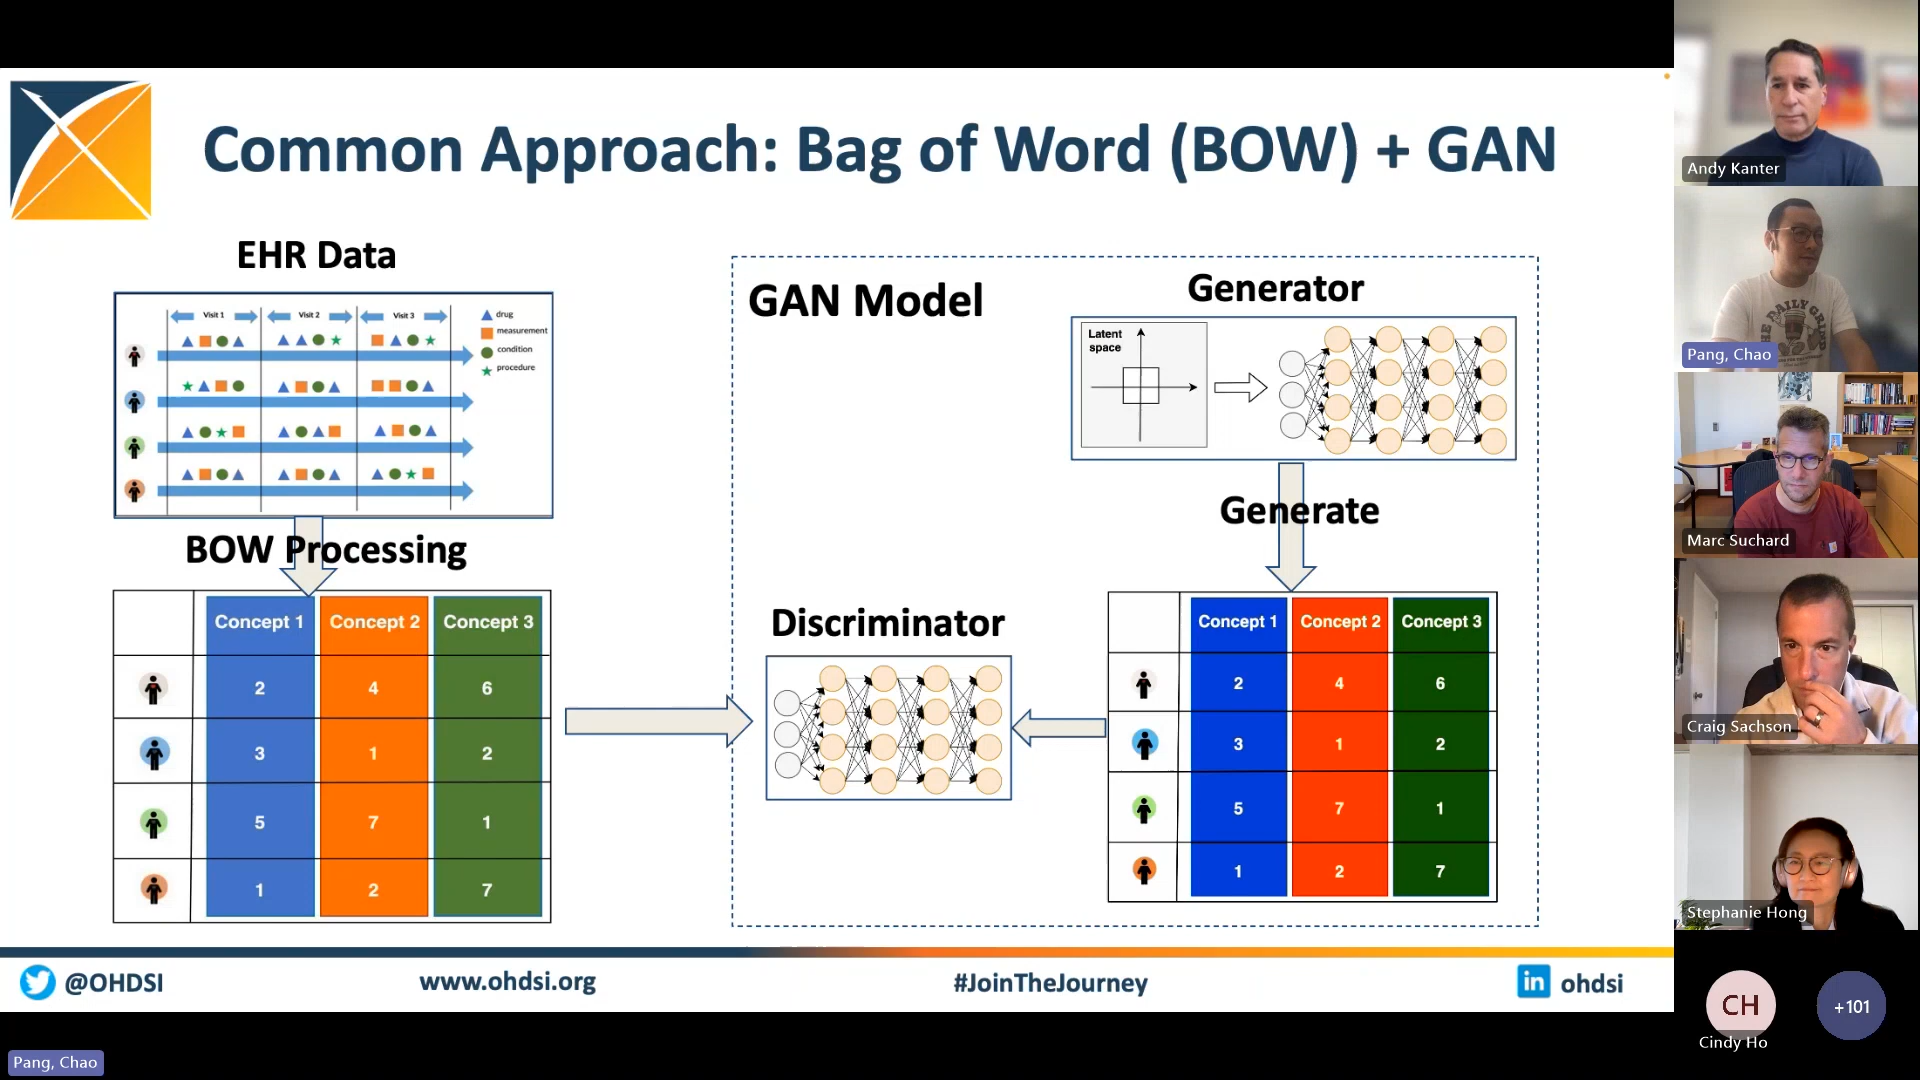 Common Approach: Bag of Word (BOW) + GAN
EHR Data
Visit 1
Visit 2
Visit 3
drug
measurement
condition
procedure
BOW Processing
Concept 1 Concept 2 Concept 3
2 4 6
3 1 2
5 7 1
1 2 7
GAN Model
Generator
Latent
space
Generate
Discriminator
Concept 1 Concept 2 Concept 3
2 4 6
3 1 2
5 7 1
1 2 7
@OHDSI
www.ohdsi.org
#JoinTheJourney
in ohdsi
Pang, Chao
Andy Kanter
Pang, Chao
Marc Suchard
Craig Sachson
Stephanie Hong
CH
Cindy Ho
+101